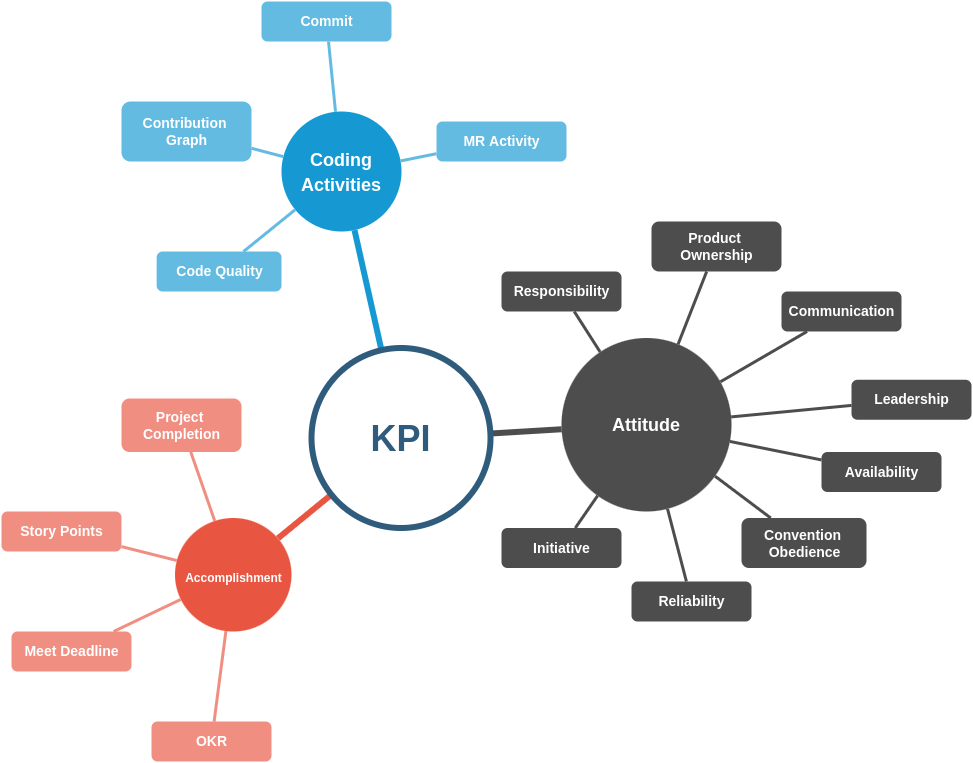 Commit
Contribution
Graph
Coding
Activities
MR Activity
Code Quality
Product
Ownership
Responsibility
Communication
Leadership
Attitude
Availability
Convention
Obedience
Initiative
Reliability
KPI
Project
Completion
Story Points
Accomplishment
Meet Deadline
OKR